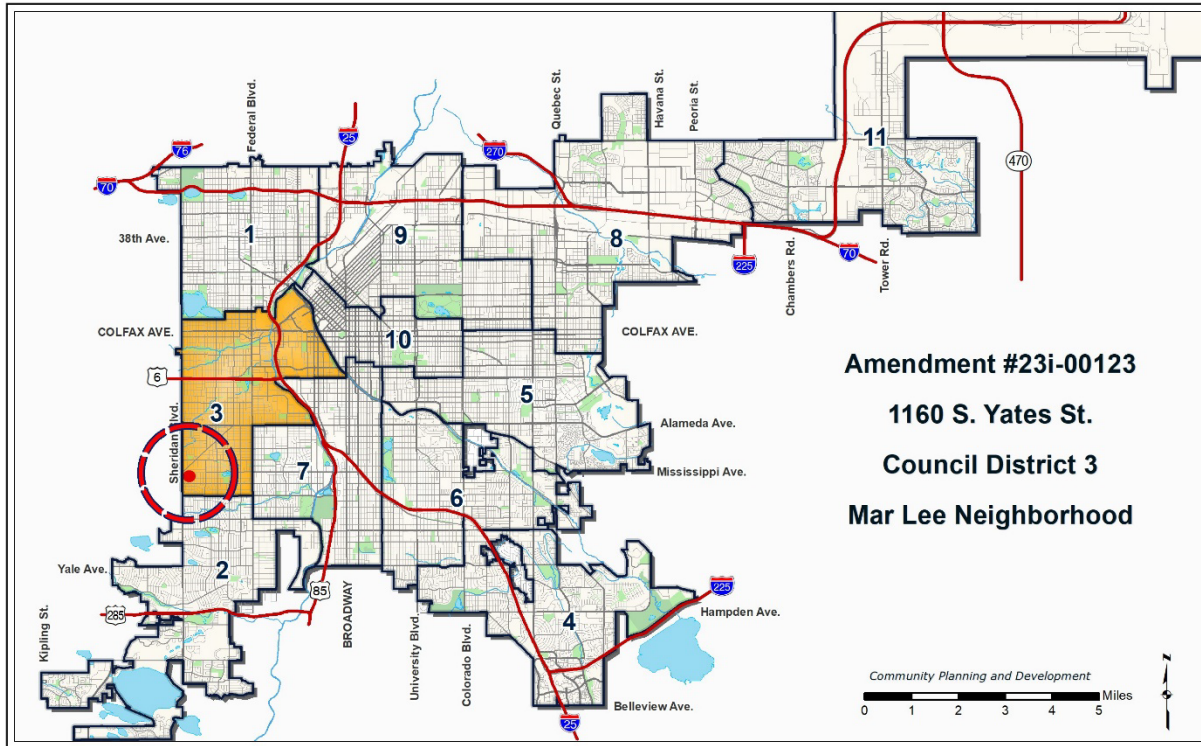 Federal Blvd.
Quebec St.
Havana St.
Peoria St.
25
76
270
70
11
470
38th Ave.
1
9
8
225
Chambers Rd.
70
Tower Rd.
COLFAX AVE.
10
COLFAX AVE.
6
3
5
Sheridan Blvd.
Alameda Ave.
7
Mississippi Ave.
6
Amendment #23i-00123
1160 S. Yates St.
Council District 3
Mar Lee Neighborhood
Yale Ave.
2
85
285
Kipling St.
BROADWAY
University Blvd.
Colorado Blvd.
4
225
Hampden Ave.
25
Belleview Ave.
Community Planning and Development
Miles
0 1 2 3 4 5
N